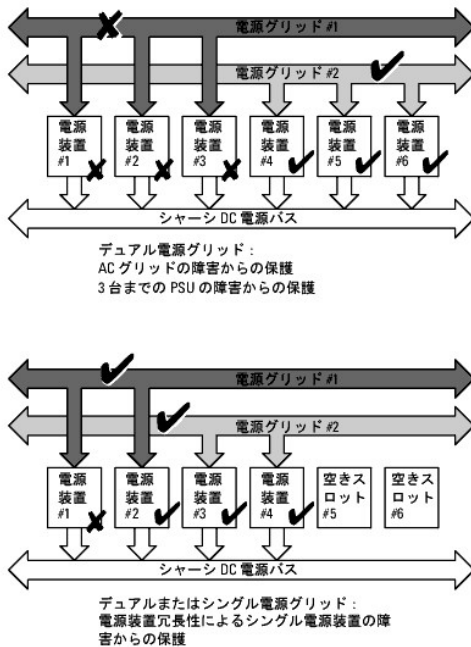 電源グリッド #1
電源グリッド #2
電源
装置
#1
電源
装置
#2
電源
装置
#3
電源
装置
#4
電源
装置
#5
電源
装置
#6
シャーシ DC 電源バス
デュアル電源グリッド：
AC グリッドの障害からの保護
3 台までの PSU の障害からの保護
電源グリッド #1
電源グリッド #2
電源
装置
#1
電源
装置
#2
電源
装置
#3
電源
装置
#4
空きス
ロット
#5
空きス
ロット
#6
シャーシ DC 電源バス
デュアルまたはシングル電源グリッド：
電源装置冗長性によるシングル電源装置の障
害からの保護